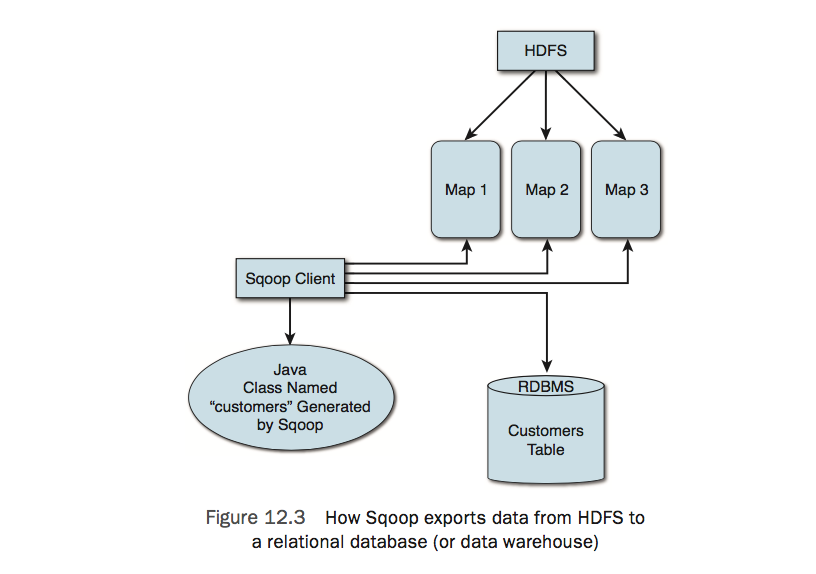 HDFS
Map 1
Map 2
Map 3
Sqoop Client
Java
Class Named
“customers” Generated
by Sqoop
RDBMS
Customers
Table
Figure 12.3 How Sqoop exports data from HDFS to
a relational database (or data warehouse)